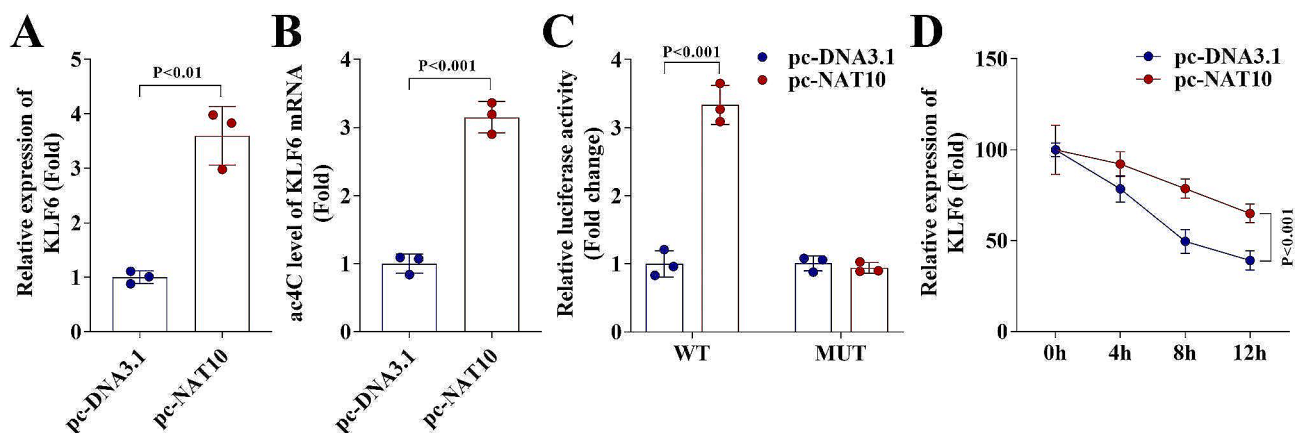 A
Relative expression of
KLF6 (Fold)
5
4
3
2
1
0
P<0.01
pc-DNA3.1
pc-NAT10
B
ac4C level of KLF6 mRNA
(Fold)
4
3
2
1
0
P<0.001
pc-DNA3.1
pc-NAT10
C
Relative luciferase activity
(Fold change)
4
3
2
1
0
P<0.001
pc-DNA3.1
pc-NAT10
WT
MUT
D
Relative expression of
KLF6 (Fold)
150
100
50
0
pc-DNA3.1
pc-NAT10
P<0.001
0h
4h
8h
12h